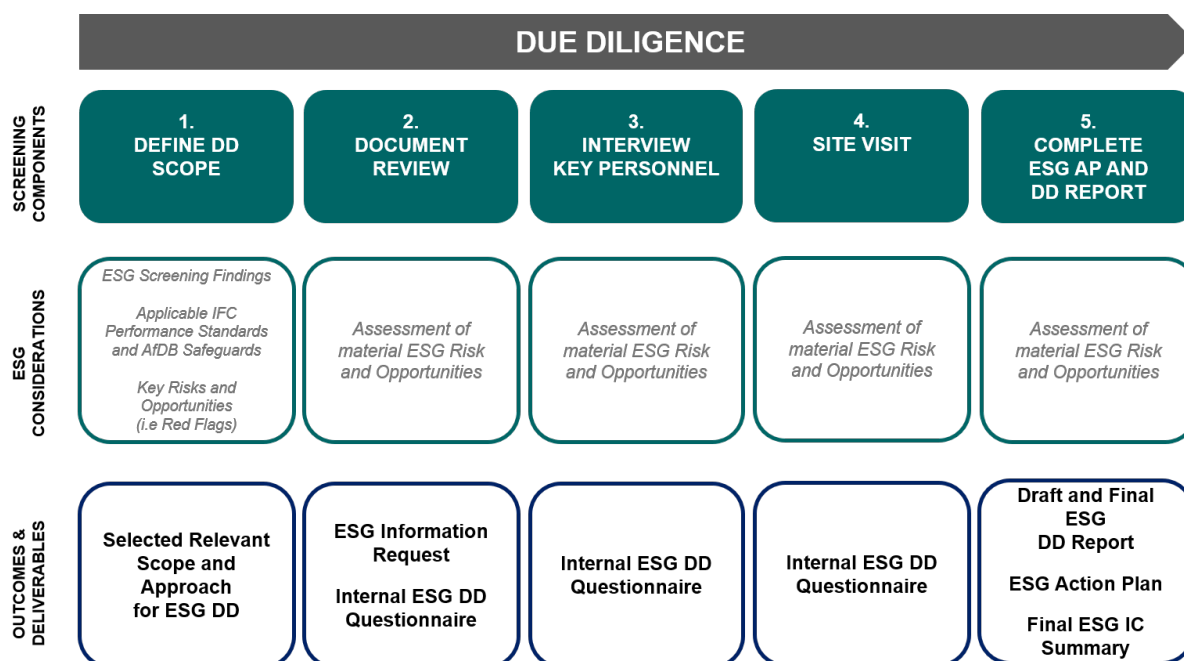 DUE DILIGENCE
SCREENING
COMPONENTS
1.
DEFINE DD
SCOPE
2.
DOCUMENT
REVIEW
3.
INTERVIEW
KEY PERSONNEL
4.
SITE VISIT
5.
COMPLETE
ESG AP AND
DD REPORT
ESG
CONSIDERATIONS
ESG Screening Findings
Applicable IFC
Performance Standards
and AfDB Safeguards
Key Risks and
Opportunities
(i.e Red Flags)
Assessment of
material ESG Risk
and Opportunities
Assessment of
material ESG Risk
and Opportunities
Assessment of
material ESG Risk
and Opportunities
Assessment of
material ESG Risk
and Opportunities
OUTCOMES &
DELIVERABLES
Selected Relevant
Scope and
Approach
for ESG DD
ESG Information
Request
Internal ESG DD
Questionnaire
Internal ESG DD
Questionnaire
Internal ESG DD
Questionnaire
Draft and Final
ESG
DD Report
ESG Action Plan
Final ESG IC
Summary